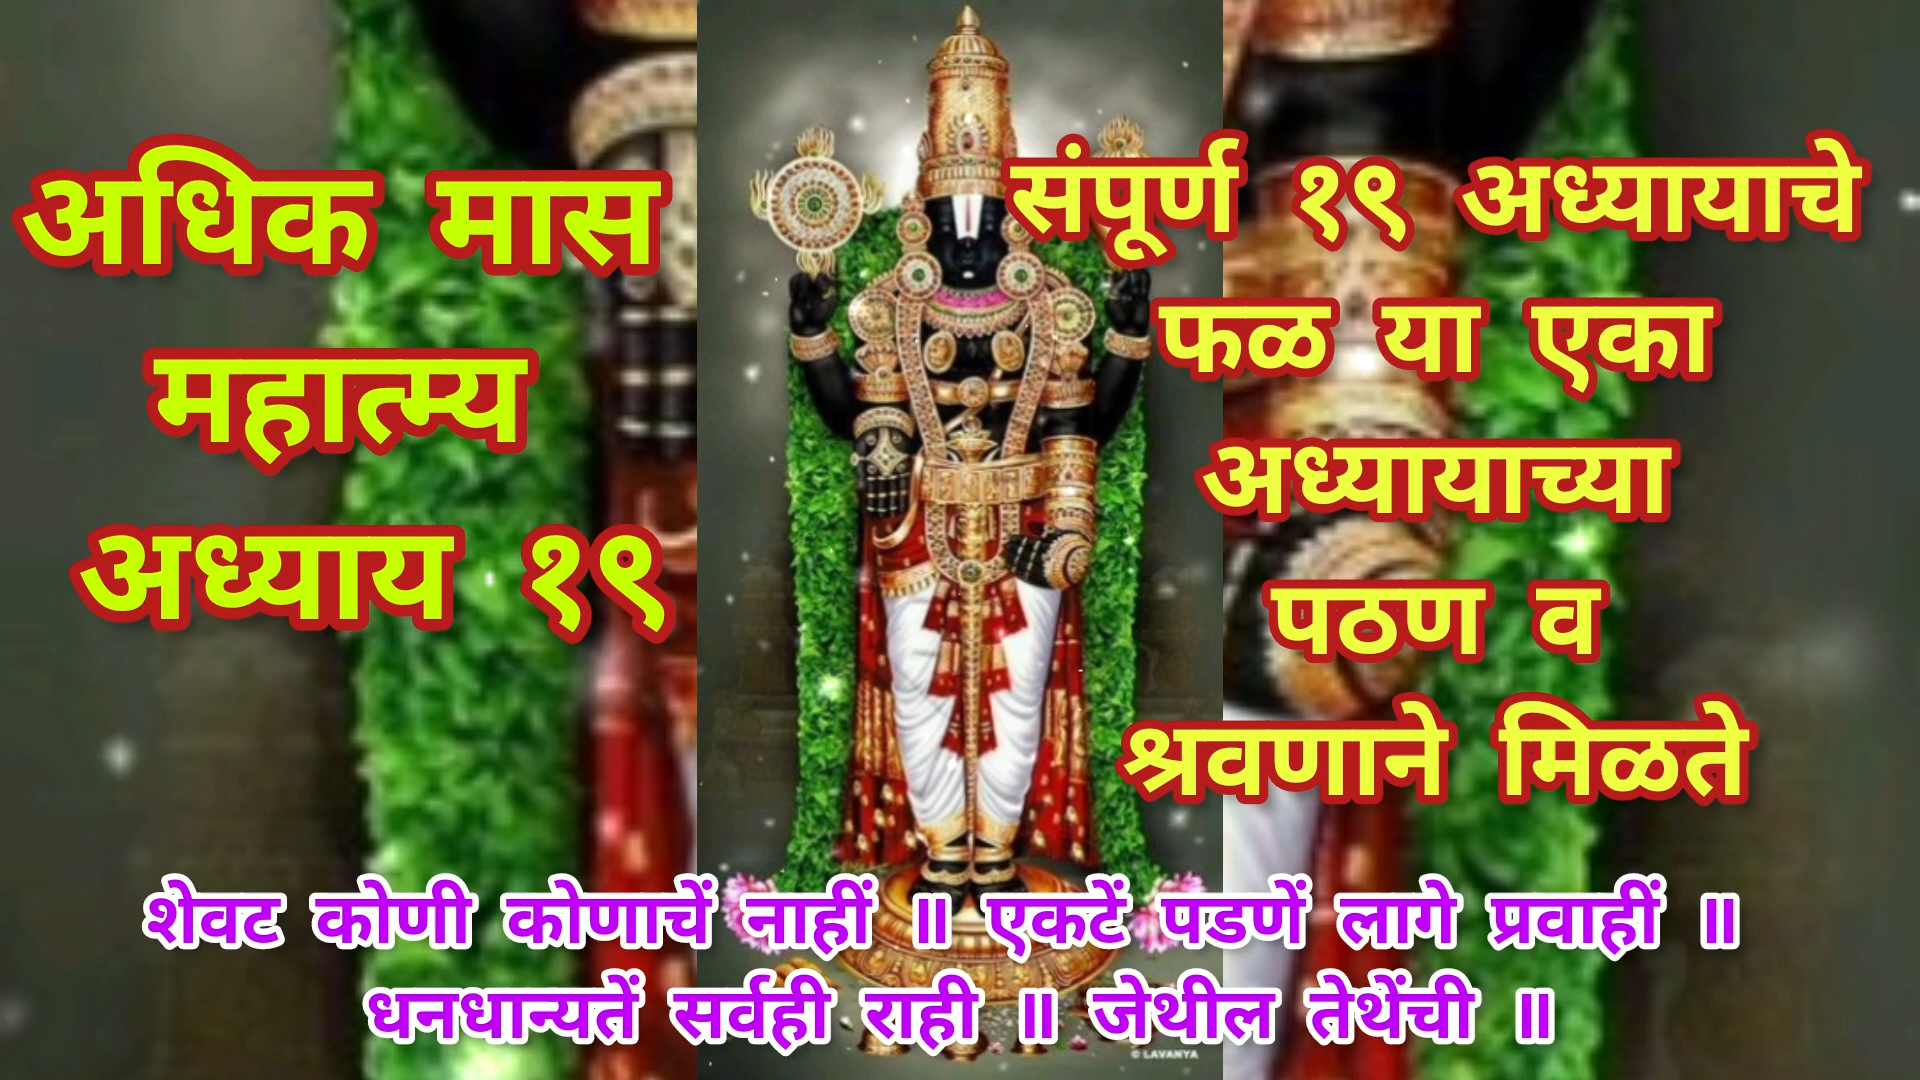 अधिक मास
महात्म्य
अध्याय १९
संपूर्ण १९ अध्यायाचे
फळ या एका
अध्यायाच्या
पठण व
श्रवणाने मिळते
शेवट कोणी कोणाचें नाहीं ॥ एकटें पडणें लागे प्रवाहीं ॥
धनधान्यतें सर्वही राही ॥ जेथील तेथेंची ॥
© LAVANYA